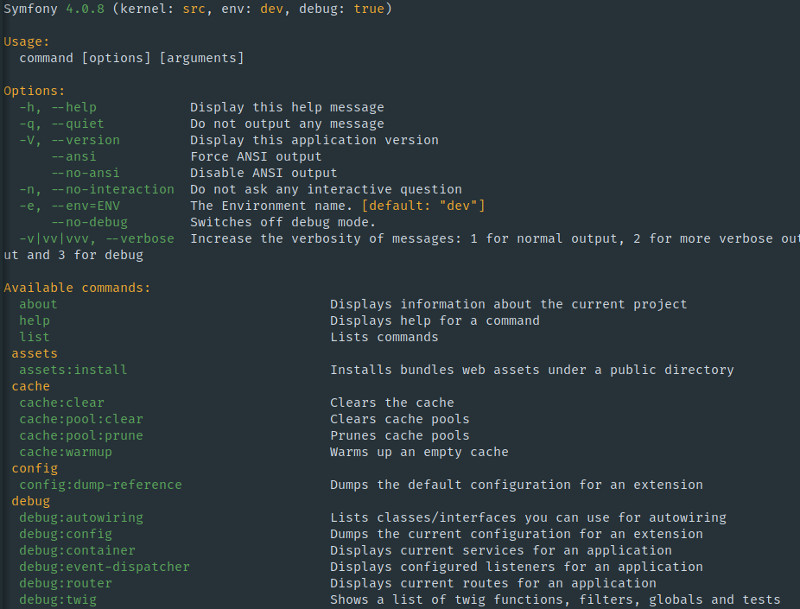 Symfony 4.0.8 (kernel: src, env: dev, debug: true)
Usage:
command [options] [arguments]
Options:
-h, --help Display this help message
-q, --quiet Do not output any message
-V, --version Display this application version
--ansi Force ANSI output
--no-ansi Disable ANSI output
-n, --no-interaction Do not ask any interactive question
-e, --env=ENV The Environment name. [default: "dev"]
--no-debug Switches off debug mode.
-v|vv|vvv, --verbose Increase the verbosity of messages: 1 for normal output, 2 for more verbose outp
ut and 3 for debug
Available commands:
about Displays information about the current project
help Displays help for a command
list Lists commands
assets
assets:install Installs bundles web assets under a public directory
cache
cache:clear Clears the cache
cache:pool:clear Clears cache pools
cache:pool:prune Prunes cache pools
cache:warmup Warms up an empty cache
config
config:dump-reference Dumps the default configuration for an extension
debug
debug:autowiring Lists classes/interfaces you can use for autowiring
debug:config Dumps the current configuration for an extension
debug:container Displays current services for an application
debug:event-dispatcher Displays configured listeners for an application
debug:router Displays current routes for an application
debug:twig Shows a list of twig functions, filters, globals and tests